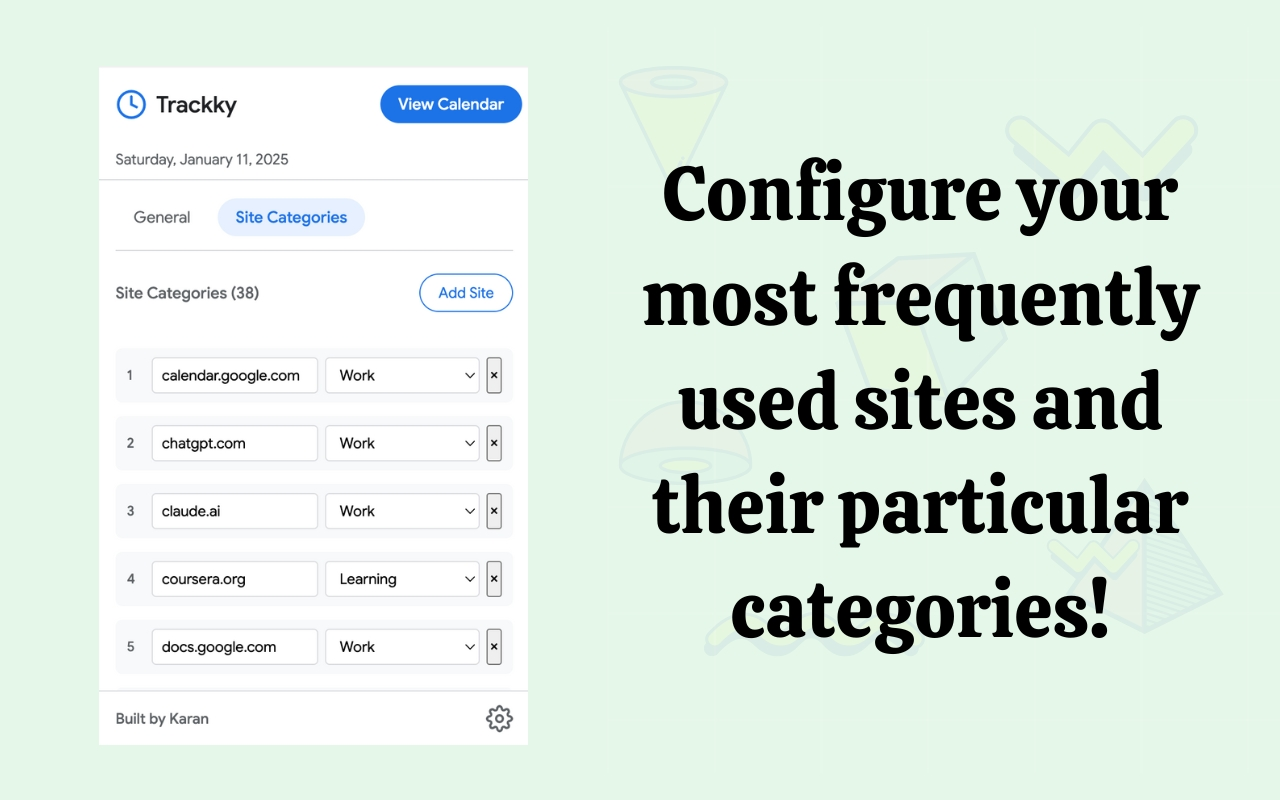 Trackky
View Calendar
Saturday, January 11, 2025
General
Site Categories
Site Categories (38)
Add Site
1 calendar.google.com Work ×
2 chatgpt.com Work ×
3 claude.ai Work ×
4 coursera.org Learning ×
5 docs.google.com Work ×
Built by Karan
Configure your
most frequently
used sites and
their particular
categories!